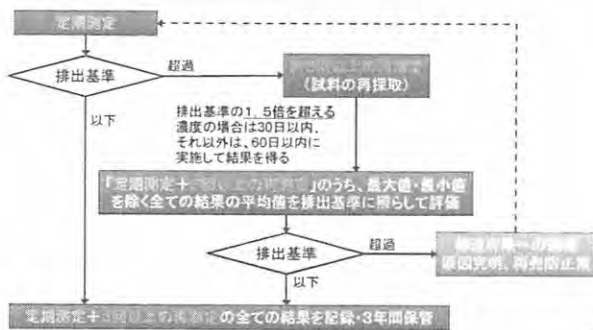 定期測定
排出基準
超過
(試料の再採取)
以下
排出基準の1.5倍を超える
濃度の場合は30日以内、
それ以外は、60日以内に
実施して結果を得る
「定期測定+ 」のうち、最大値・最小値
を除く全ての結果の平均値を排出基準に照らして評価
排出基準
超過
原因究明、再発防止策
以下
定期測定+ の全ての結果を記録・3年間保管